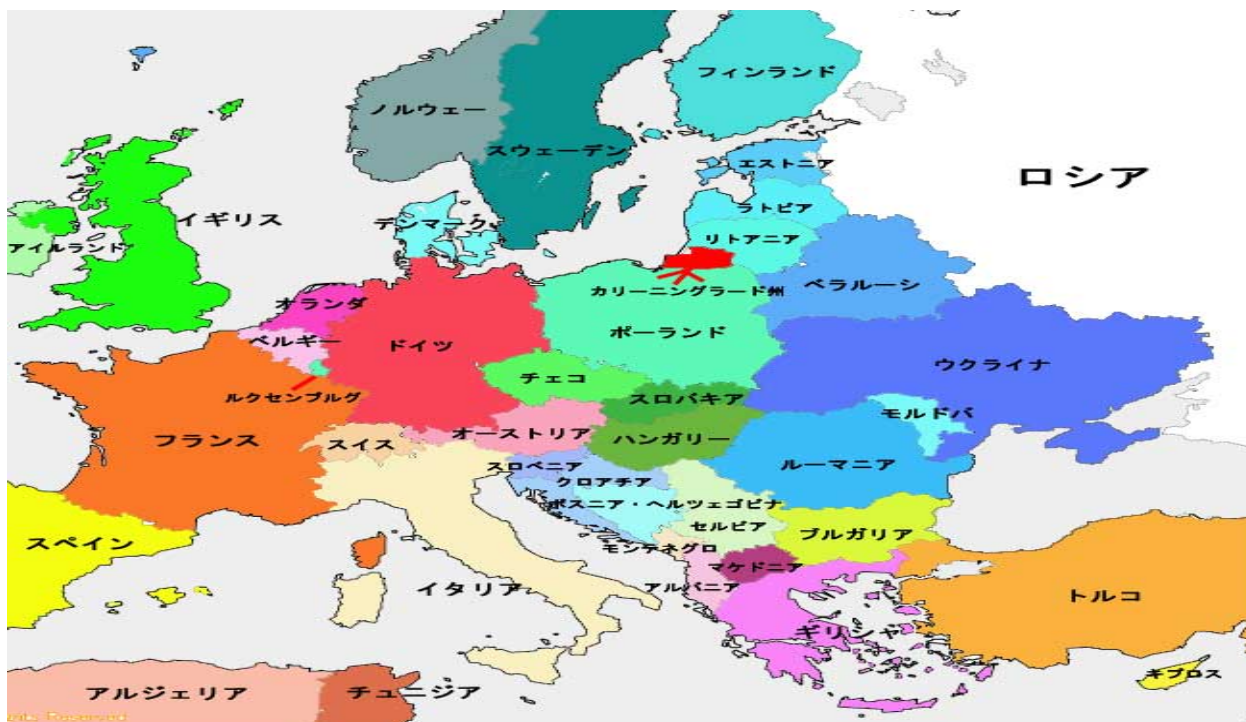 フィンランド
ノルウェー
スウェーデン
エストニア
ロシア
ラトビア
イギリス
デンマーク
アイルランド
リトアニア
カリーニングラード州
ベラルーシ
オランダ
ポーランド
ベルギー
ドイツ
ウクライナ
チェコ
ルクセンブルグ
スロバキア
モルドバ
フランス
スイス
オーストリア
ハンガリー
ルーマニア
スロベニア
クロアチア
ボスニア・ヘルツェゴビナ
セルビア
ブルガリア
スペイン
モンテネグロ
マケドニア
イタリア
アルバニア
トルコ
ギリシャ
キプロス
アルジェリア
チュニジア
Reserved